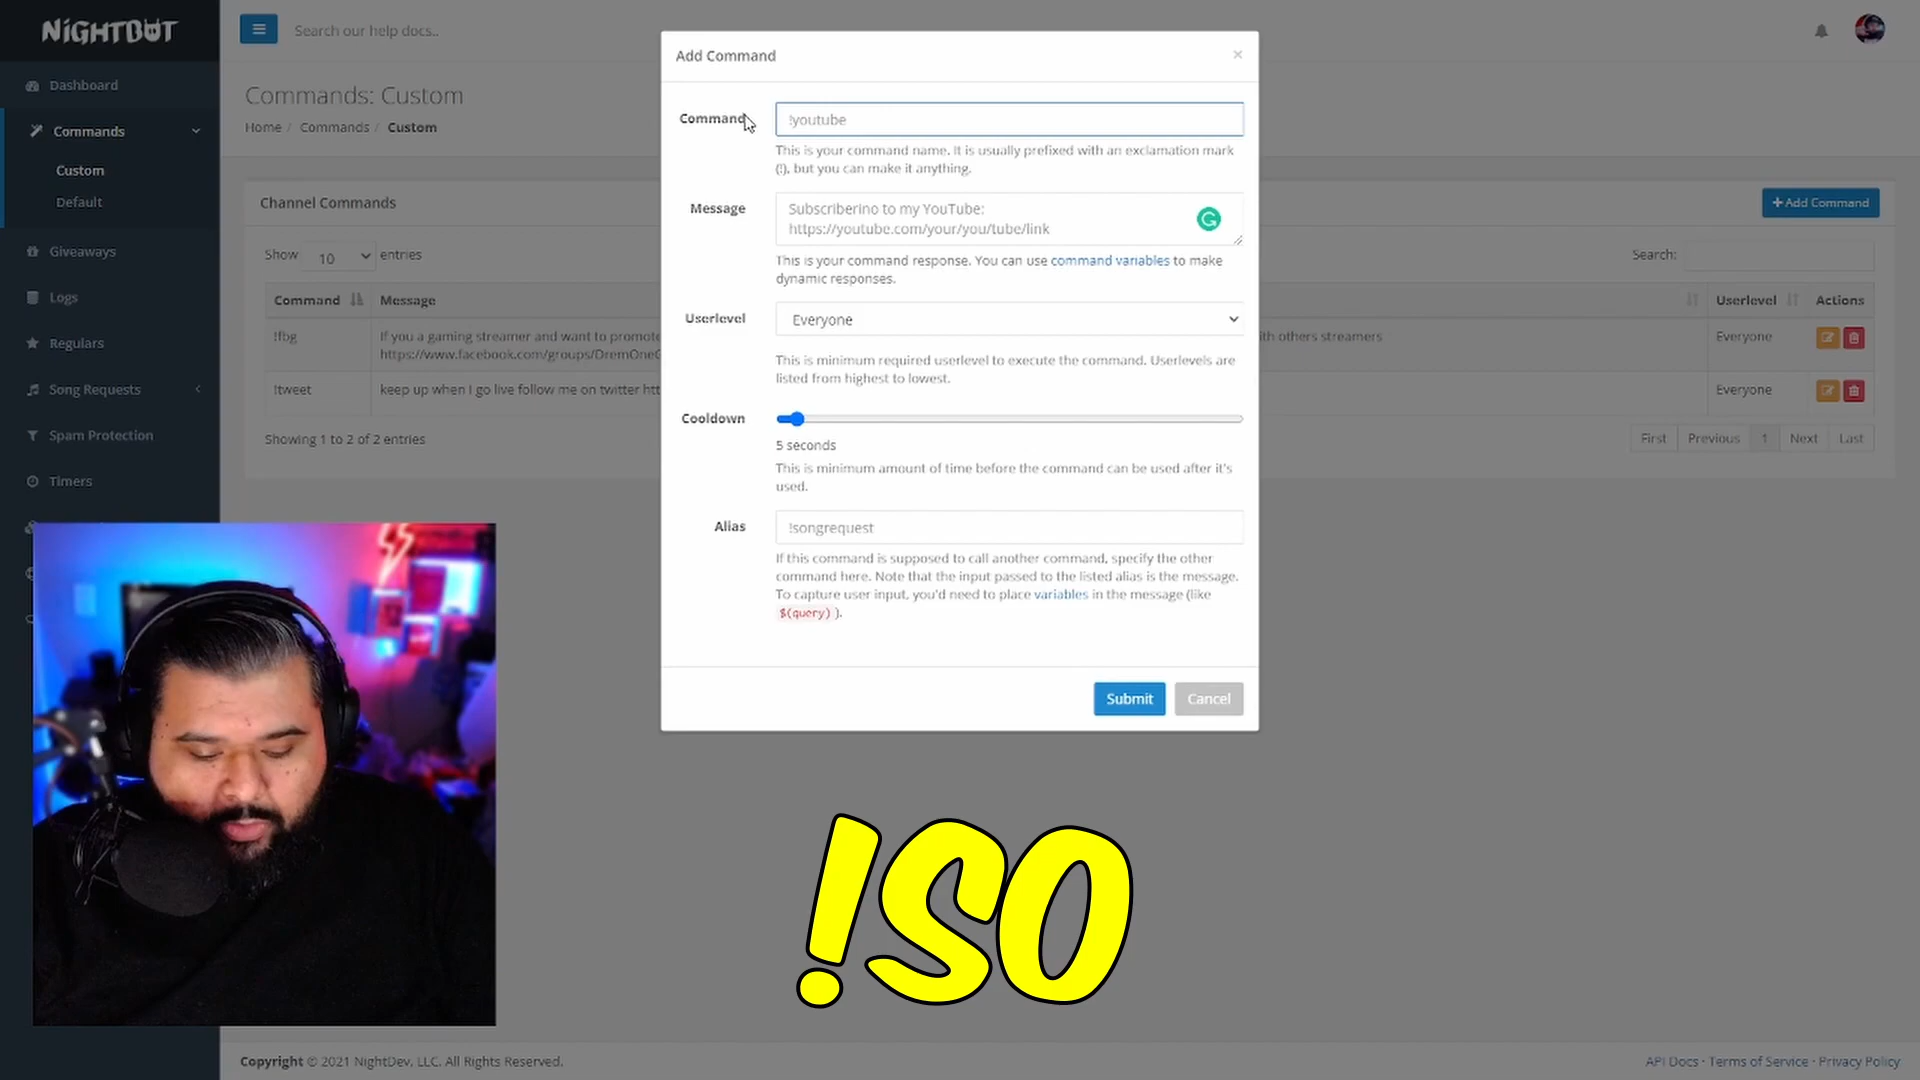 NIGHTBOT
Search our help docs..
Dashboard
Commands
Custom
Default
Giveaways
Logs
Regulars
Song Requests
Spam Protection
Timers
Commands: Custom
Home / Commands / Custom
Channel Commands
+ Add Command
Show 10 entries
Search:
Command Message Userlevel Actions
!fbg If you a gaming streamer and want to promote
https://www.facebook.com/groups/DremOneG
ith others streamers Everyone
!tweet keep up when I go live follow me on twitter htt
Everyone
Showing 1 to 2 of 2 entries
First Previous 1 Next Last
Add Command ×
Command !youtube
This is your command name. It is usually prefixed with an exclamation mark
(!), but you can make it anything.
Message Subscriberino to my YouTube:
https://youtube.com/your/you/tube/link
This is your command response. You can use command variables to make
dynamic responses.
Userlevel Everyone
This is minimum required userlevel to execute the command. Userlevels are
listed from highest to lowest.
Cooldown
5 seconds
This is minimum amount of time before the command can be used after it's
used.
Alias !songrequest
If this command is supposed to call another command, specify the other
command here. Note that the input passed to the listed alias is the message.
To capture user input, you'd need to place variables in the message (like
$(query) ).
Submit Cancel
!SO
Copyright © 2021 NightDev, LLC. All Rights Reserved.
API Docs · Terms of Service · Privacy Policy